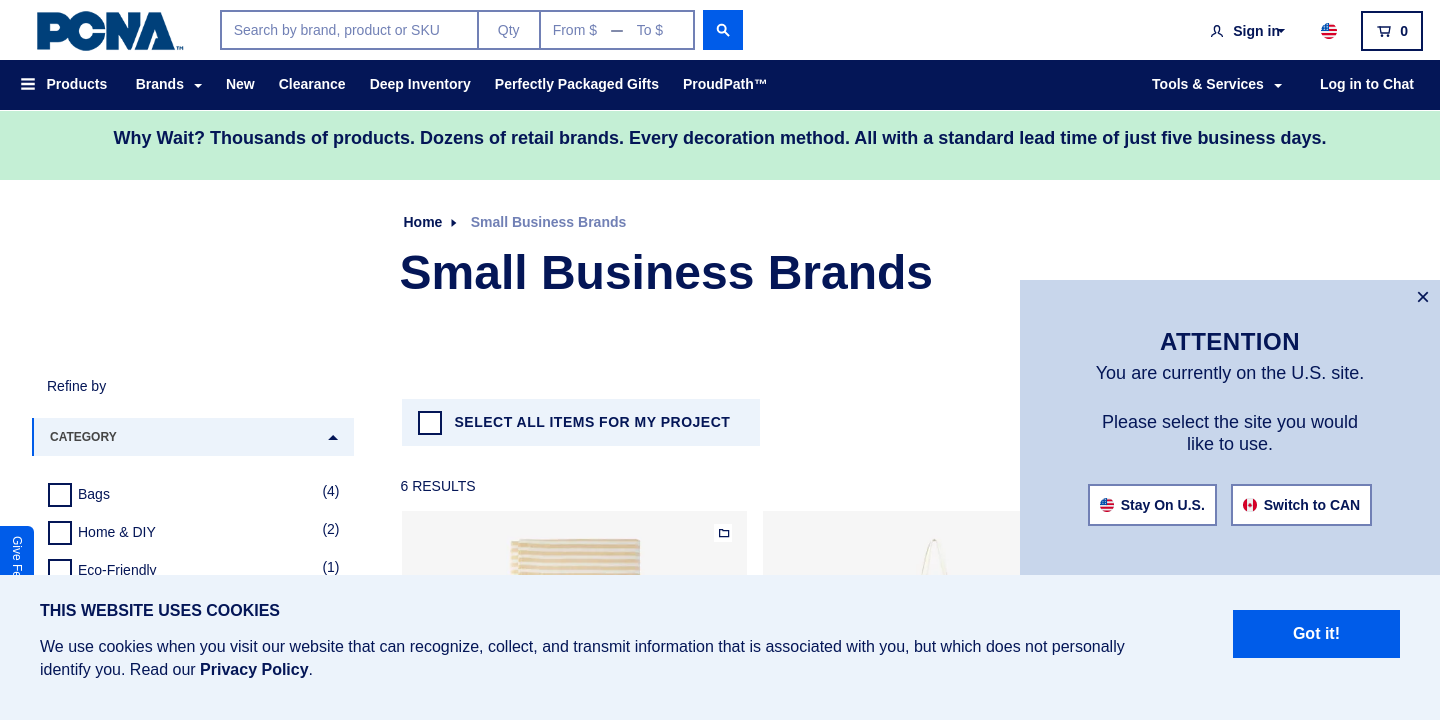 PCNA™
Search by brand, product or SKU
Qty
From $ — To $
Sign in
0
Products
Brands
New
Clearance
Deep Inventory
Perfectly Packaged Gifts
ProudPath™
Tools & Services
Log in to Chat
Why Wait? Thousands of products. Dozens of retail brands. Every decoration method. All with a standard lead time of just five business days.
Home
Small Business Brands
Small Business Brands
ATTENTION
You are currently on the U.S. site.
Please select the site you would
like to use.
Stay On U.S.
Switch to CAN
Refine by
CATEGORY
SELECT ALL ITEMS FOR MY PROJECT
6 RESULTS
Bags (4)
Home & DIY (2)
Eco-Friendly (1)
Give
THIS WEBSITE USES COOKIES
We use cookies when you visit our website that can recognize, collect, and transmit information that is associated with you, but which does not personally
identify you. Read our Privacy Policy.
Got it!